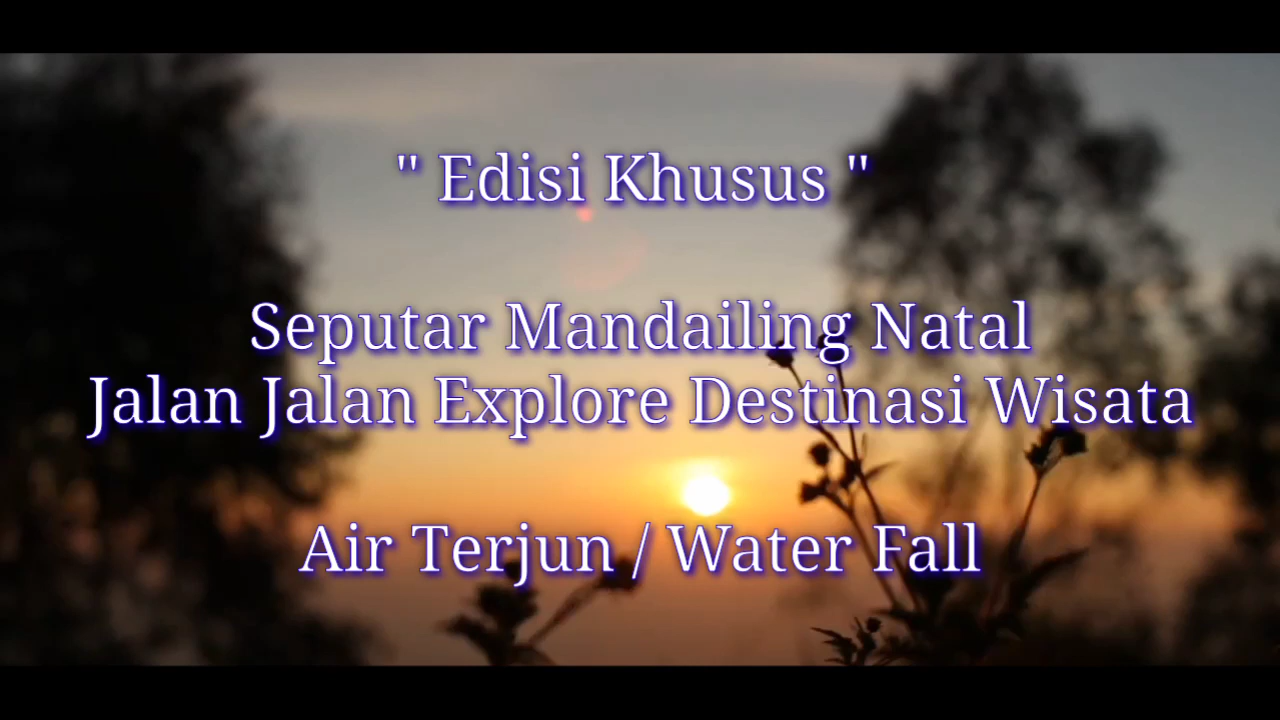 " Edisi Khusus "
Seputar Mandailing Natal
Jalan Jalan Explore Destinasi Wisata
Air Terjun / Water Fall